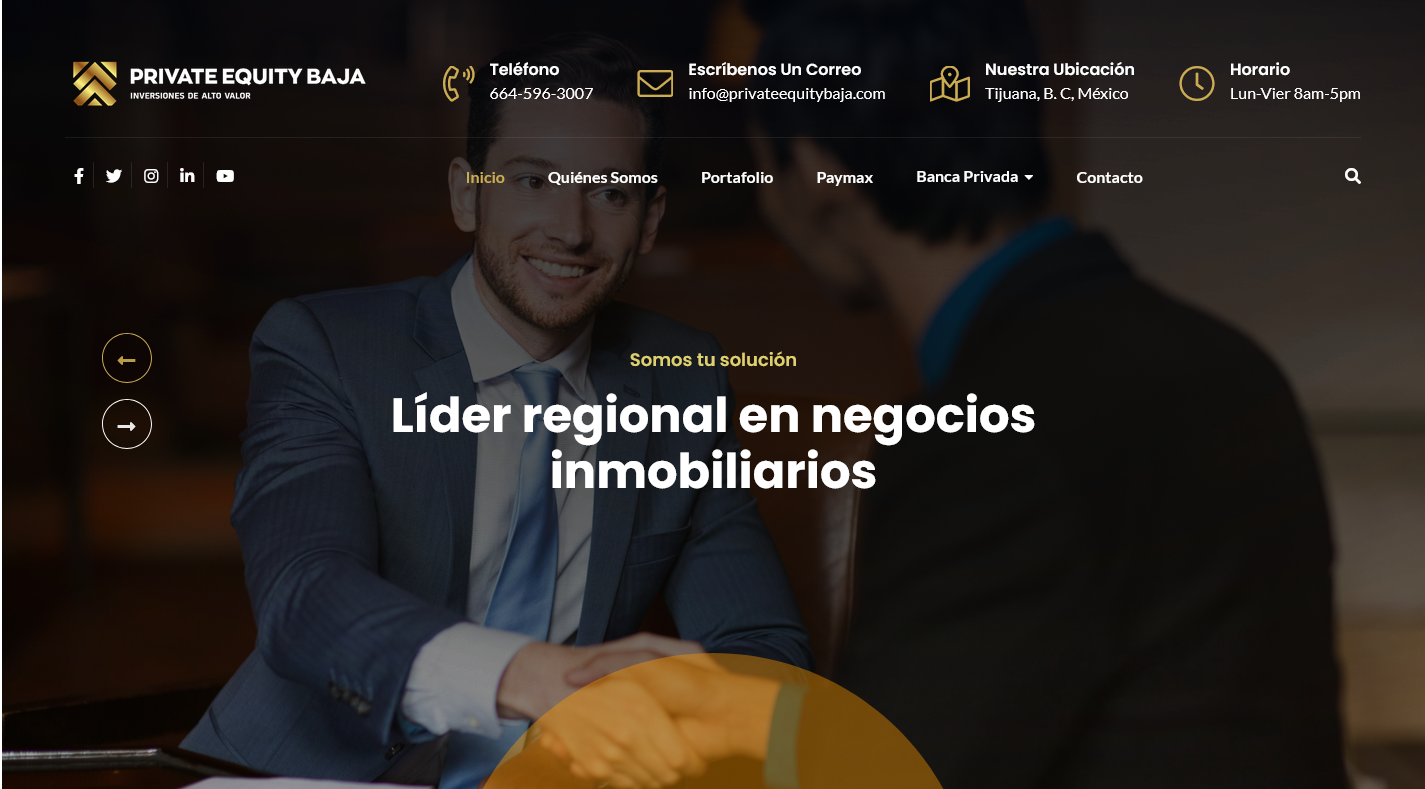 PRIVATE EQUITY BAJA
INVERSIONES DE ALTO VALOR
Teléfono
664-596-3007
Escríbenos Un Correo
info@privateequitybaja.com
Nuestra Ubicación
Tijuana, B. C, México
Horario
Lun-Vier 8am-5pm
Inicio Quiénes Somos Portafolio Paymax Banca Privada Contacto
Somos tu solución
Líder regional en negocios
inmobiliarios